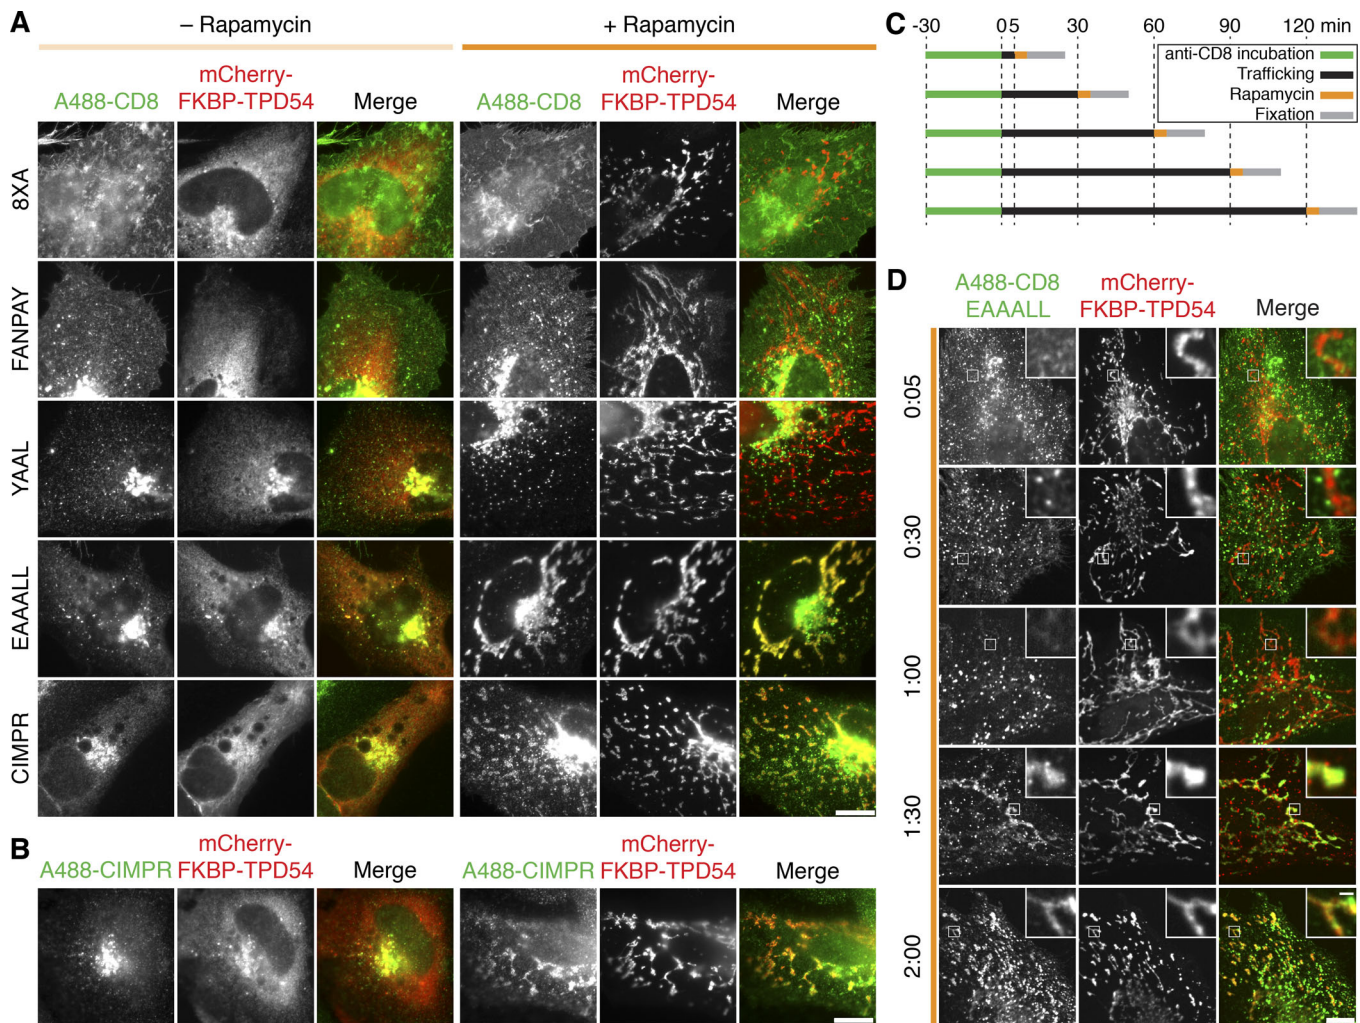 A
– Rapamycin
+ Rapamycin
A488-CD8
mCherry-
FKBP-TPD54
Merge
A488-CD8
mCherry-
FKBP-TPD54
Merge
8XA
FANPAY
YAAL
EAAALL
CIMPR
B
A488-CIMPR
mCherry-
FKBP-TPD54
Merge
A488-CIMPR
mCherry-
FKBP-TPD54
Merge
C
-30 0 5 30 60 90 120 min
anti-CD8 incubation
Trafficking
Rapamycin
Fixation
D
A488-CD8
EAAALL
mCherry-
FKBP-TPD54
Merge
0:05
0:30
1:00
1:30
2:00